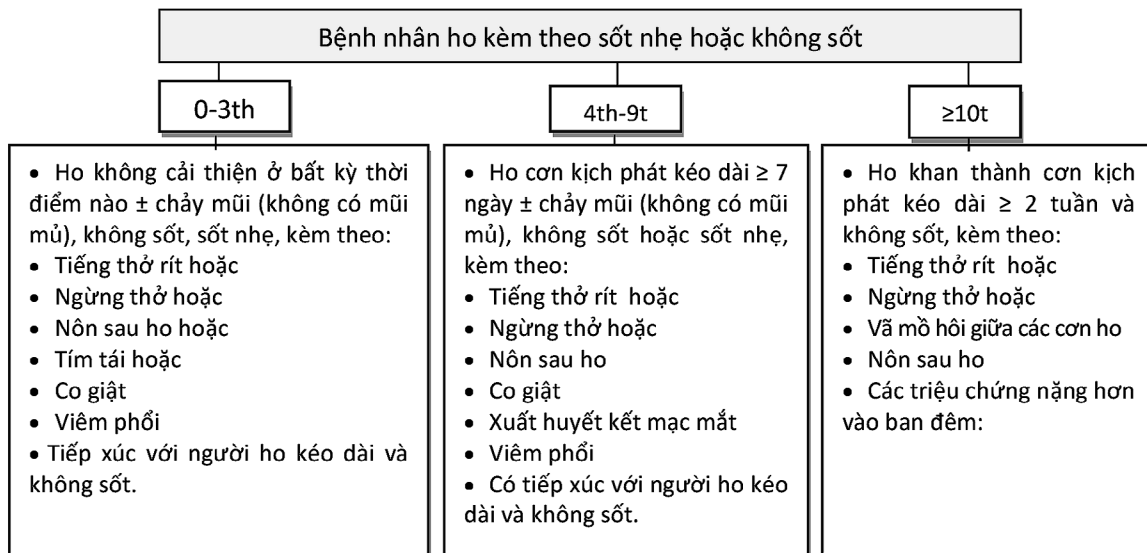 Bệnh nhân ho kèm theo sốt nhẹ hoặc không sốt
0-3th
4th-9t
≥10t
• Ho không cải thiện ở bất kỳ thời
điểm nào ± chảy mũi (không có mũi
mủ), không sốt, sốt nhẹ, kèm theo:
• Tiếng thở rít hoặc
• Ngừng thở hoặc
• Nôn sau ho hoặc
• Tím tái hoặc
• Co giật
• Viêm phổi
• Tiếp xúc với người ho kéo dài và
không sốt.
• Ho cơn kịch phát kéo dài ≥ 7
ngày ± chảy mũi (không có mũi
mủ), không sốt hoặc sốt nhẹ,
kèm theo:
• Tiếng thở rít hoặc
• Ngừng thở hoặc
• Nôn sau ho
• Co giật
• Xuất huyết kết mạc mắt
• Viêm phổi
• Có tiếp xúc với người ho kéo
dài và không sốt.
• Ho khan thành cơn kịch
phát kéo dài ≥ 2 tuần và
không sốt, kèm theo:
• Tiếng thở rít hoặc
• Ngừng thở hoặc
• Vã mồ hôi giữa các cơn ho
• Nôn sau ho
• Các triệu chứng nặng hơn
vào ban đêm: